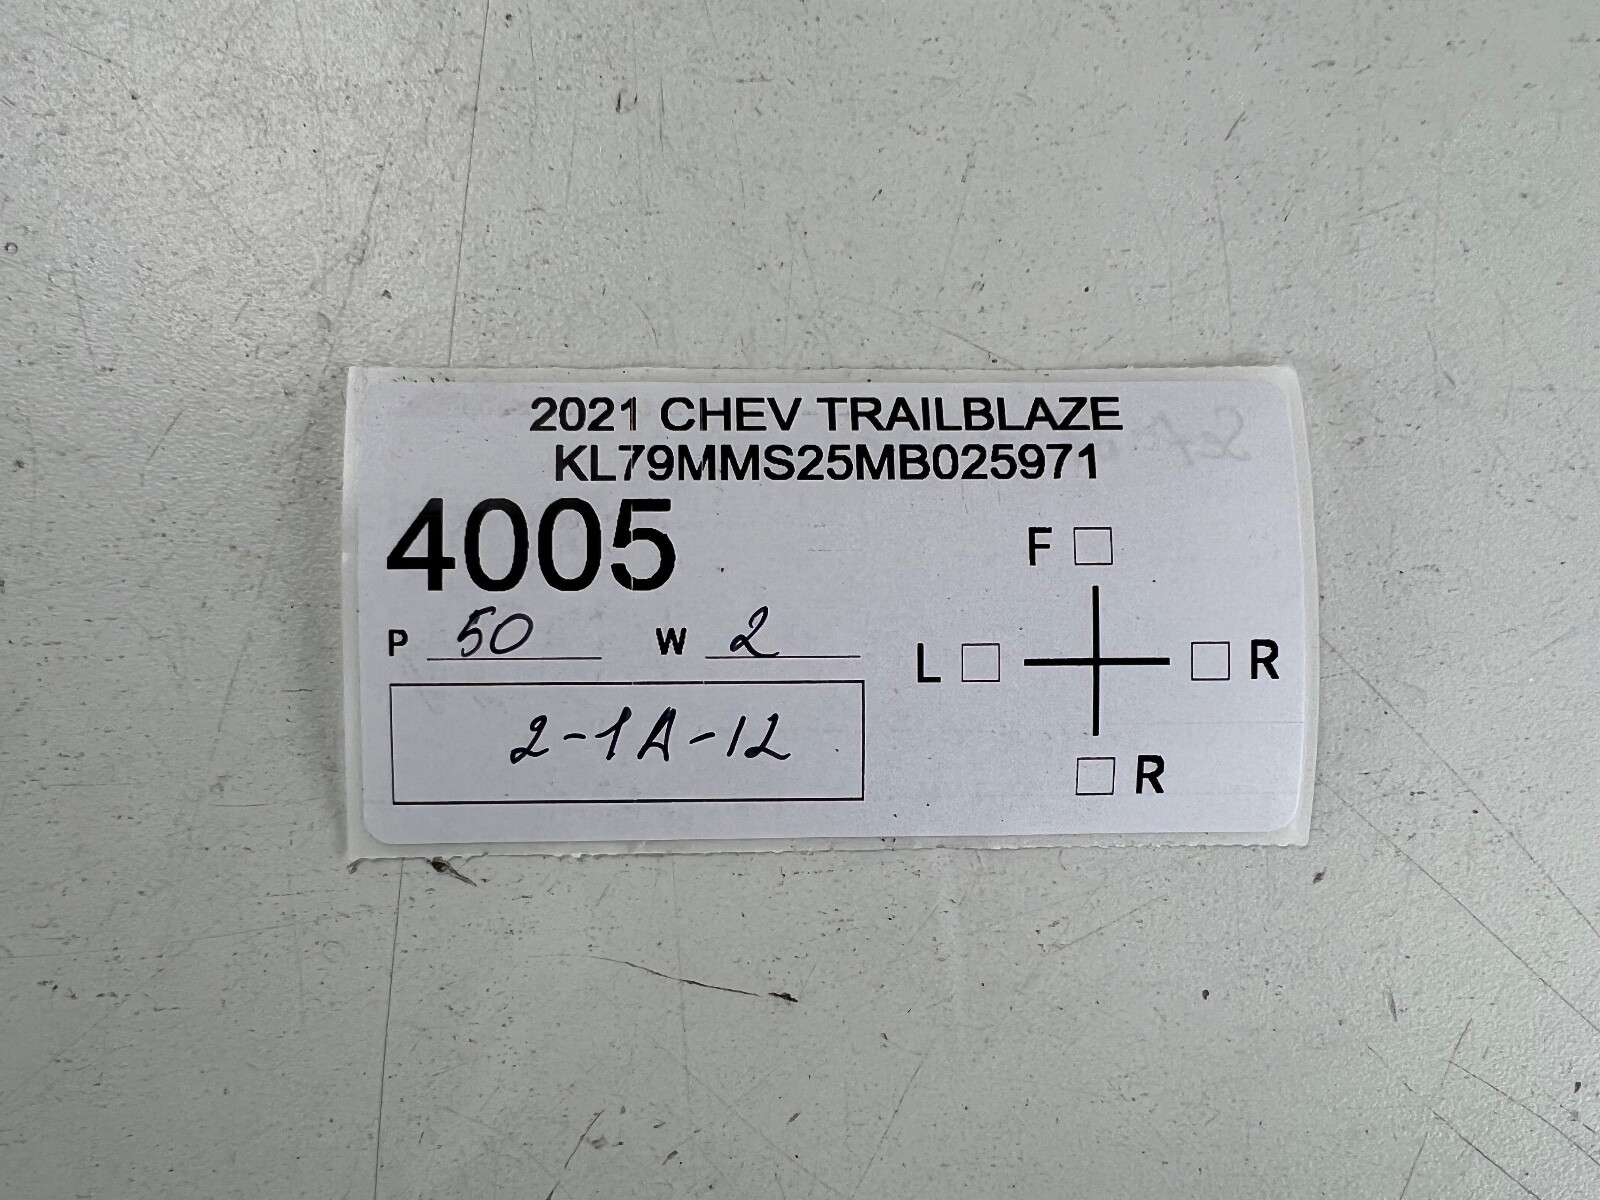 2021 CHEV TRAILBLAZE
KL79MMS25MB025971
4005
F
P 50 W 2
L R
2-1A-12
R